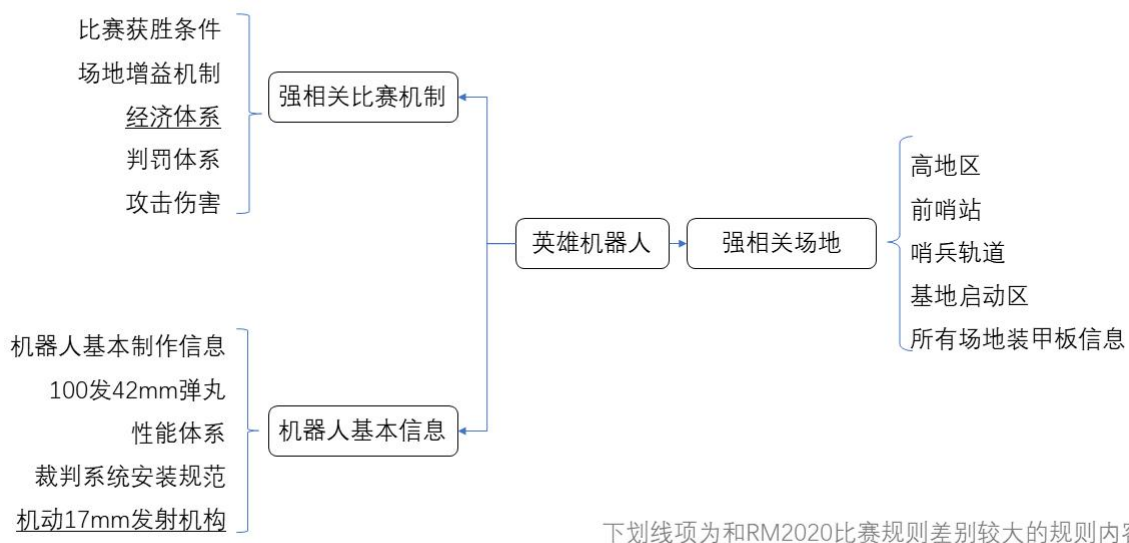 比赛获胜条件
场地增益机制
经济体系
判罚体系
攻击伤害
强相关比赛机制
英雄机器人
强相关场地
高地区
前哨站
哨兵轨道
基地启动区
所有场地装甲板信息
机器人基本制作信息
100发42mm弹丸
性能体系
裁判系统安装规范
机动17mm发射机构
机器人基本信息
下划线项为和RM2020比赛规则差别较大的规则内容